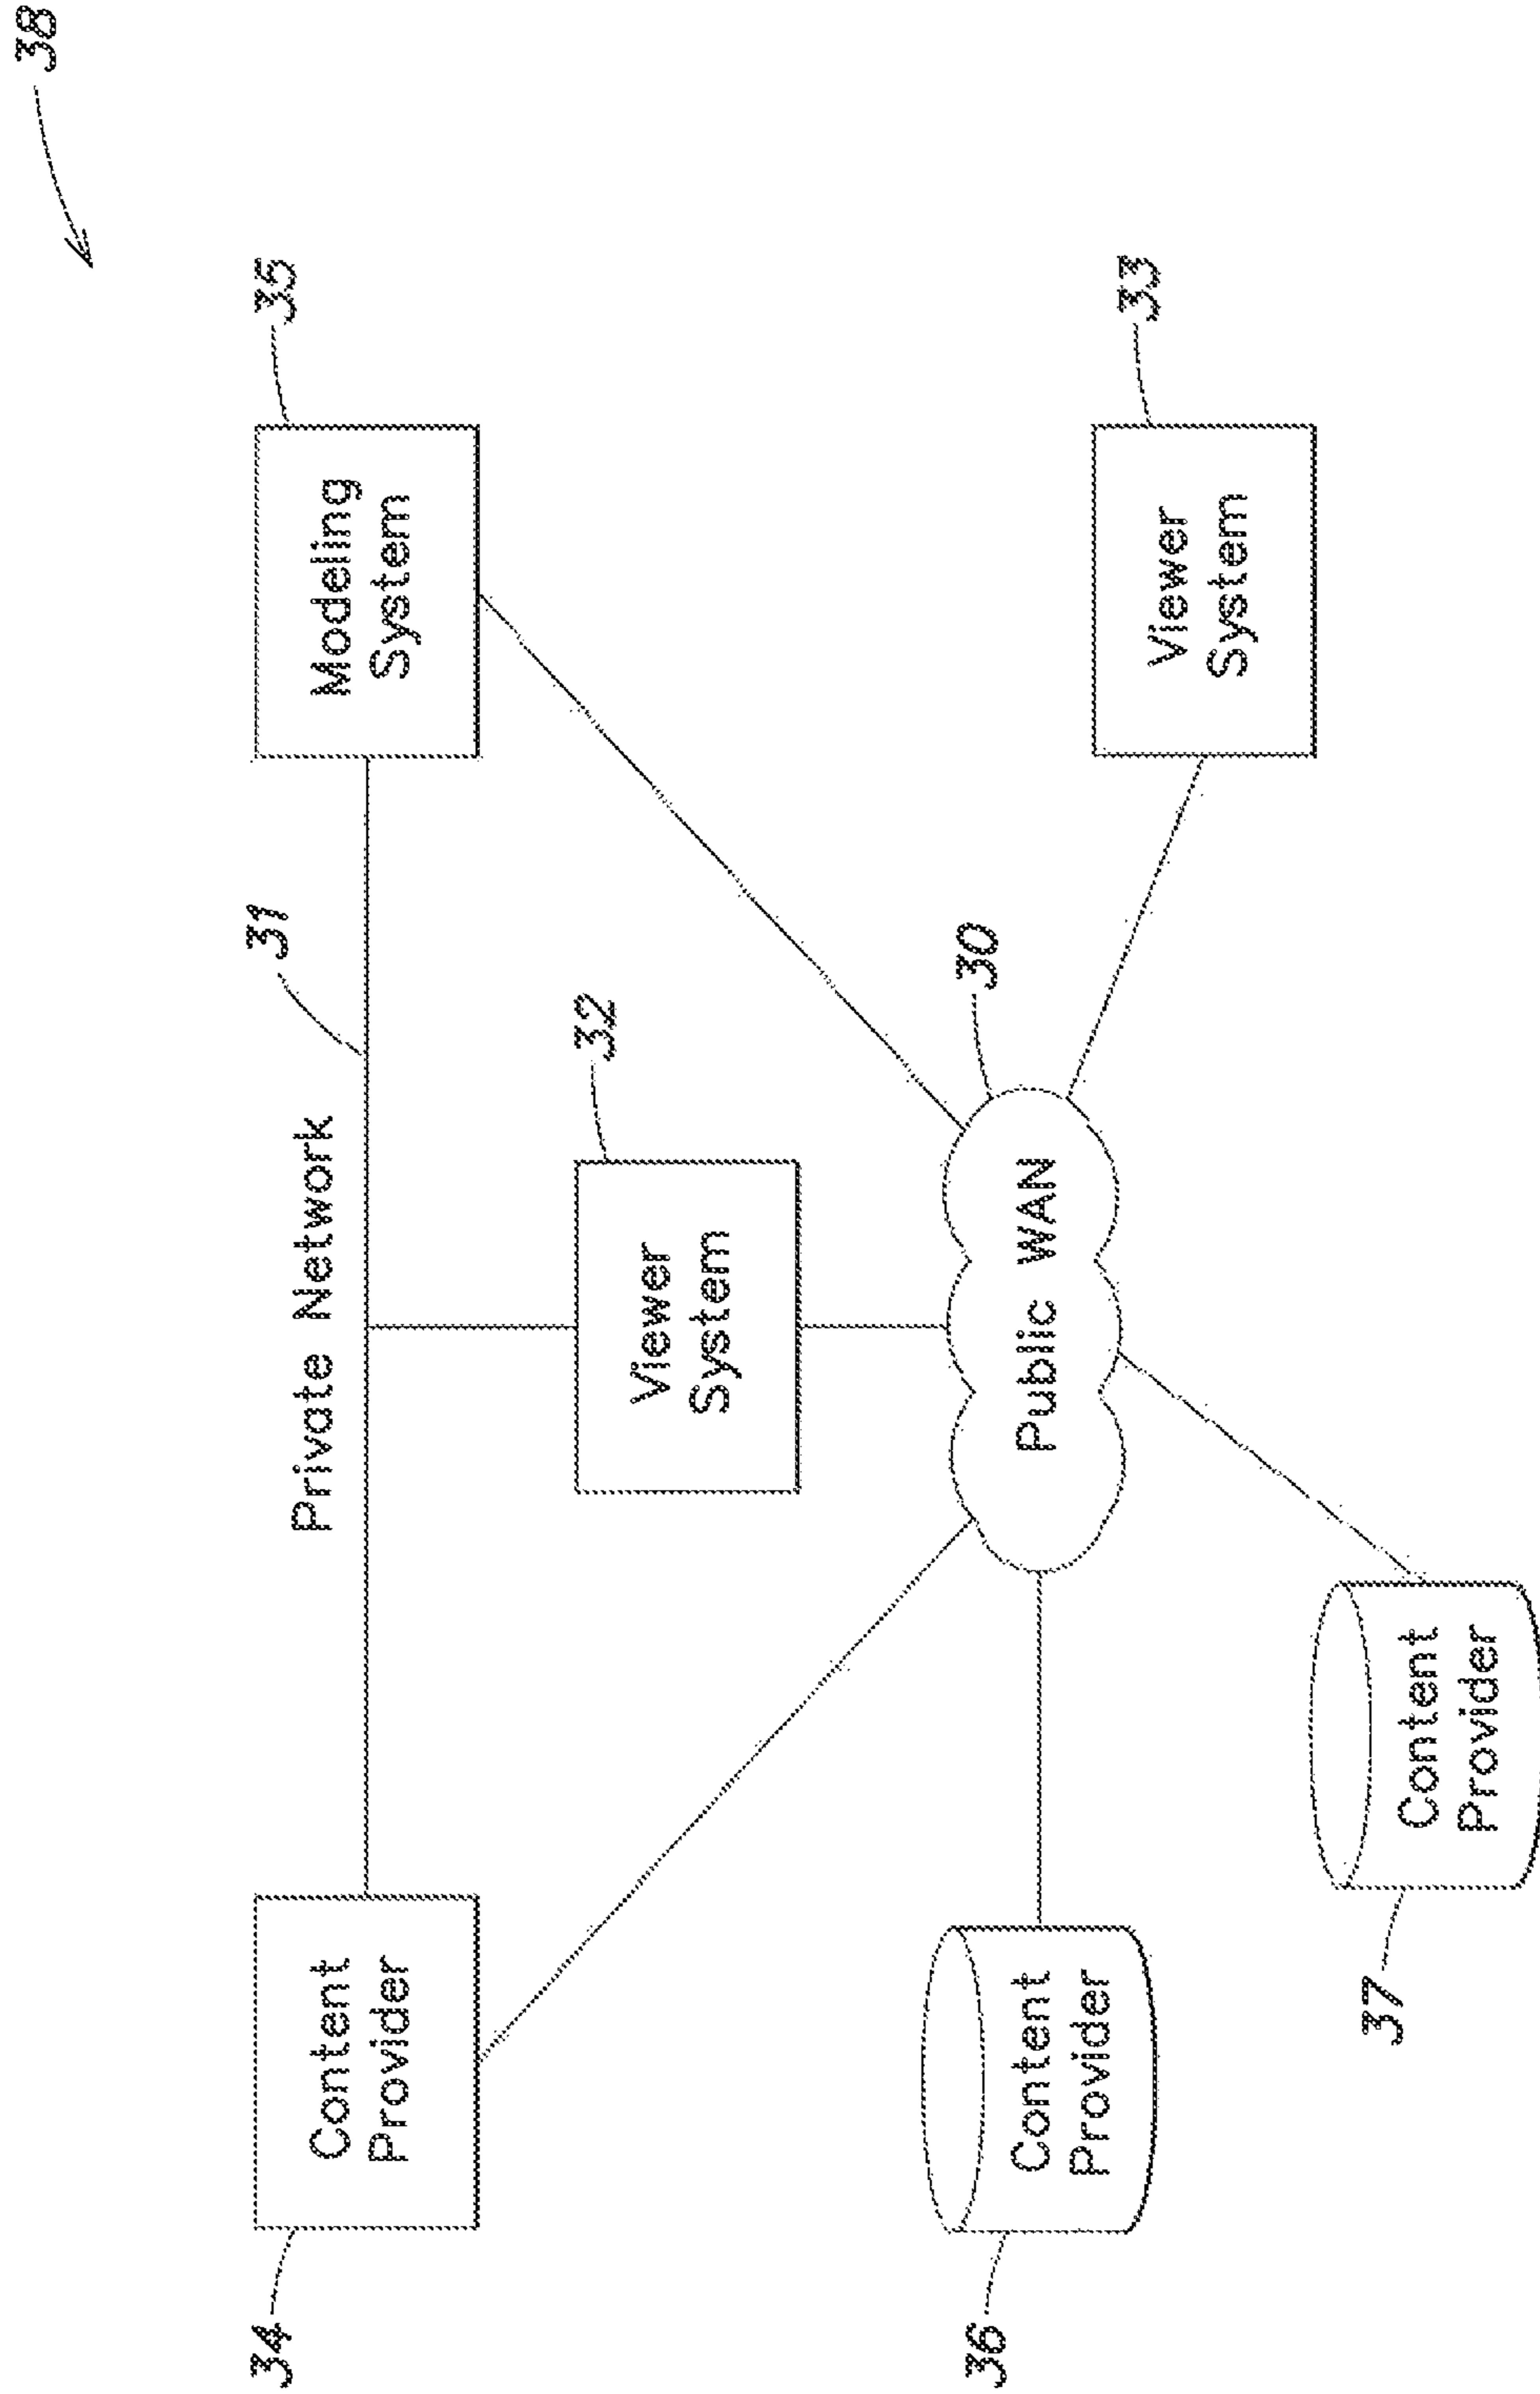 38
34
Content
Provider
Private Network
31
Modeling
System
35
Viewer
System
32
36
Content
Provider
Public WAN
30
Viewer
System
33
37
Content
Provider